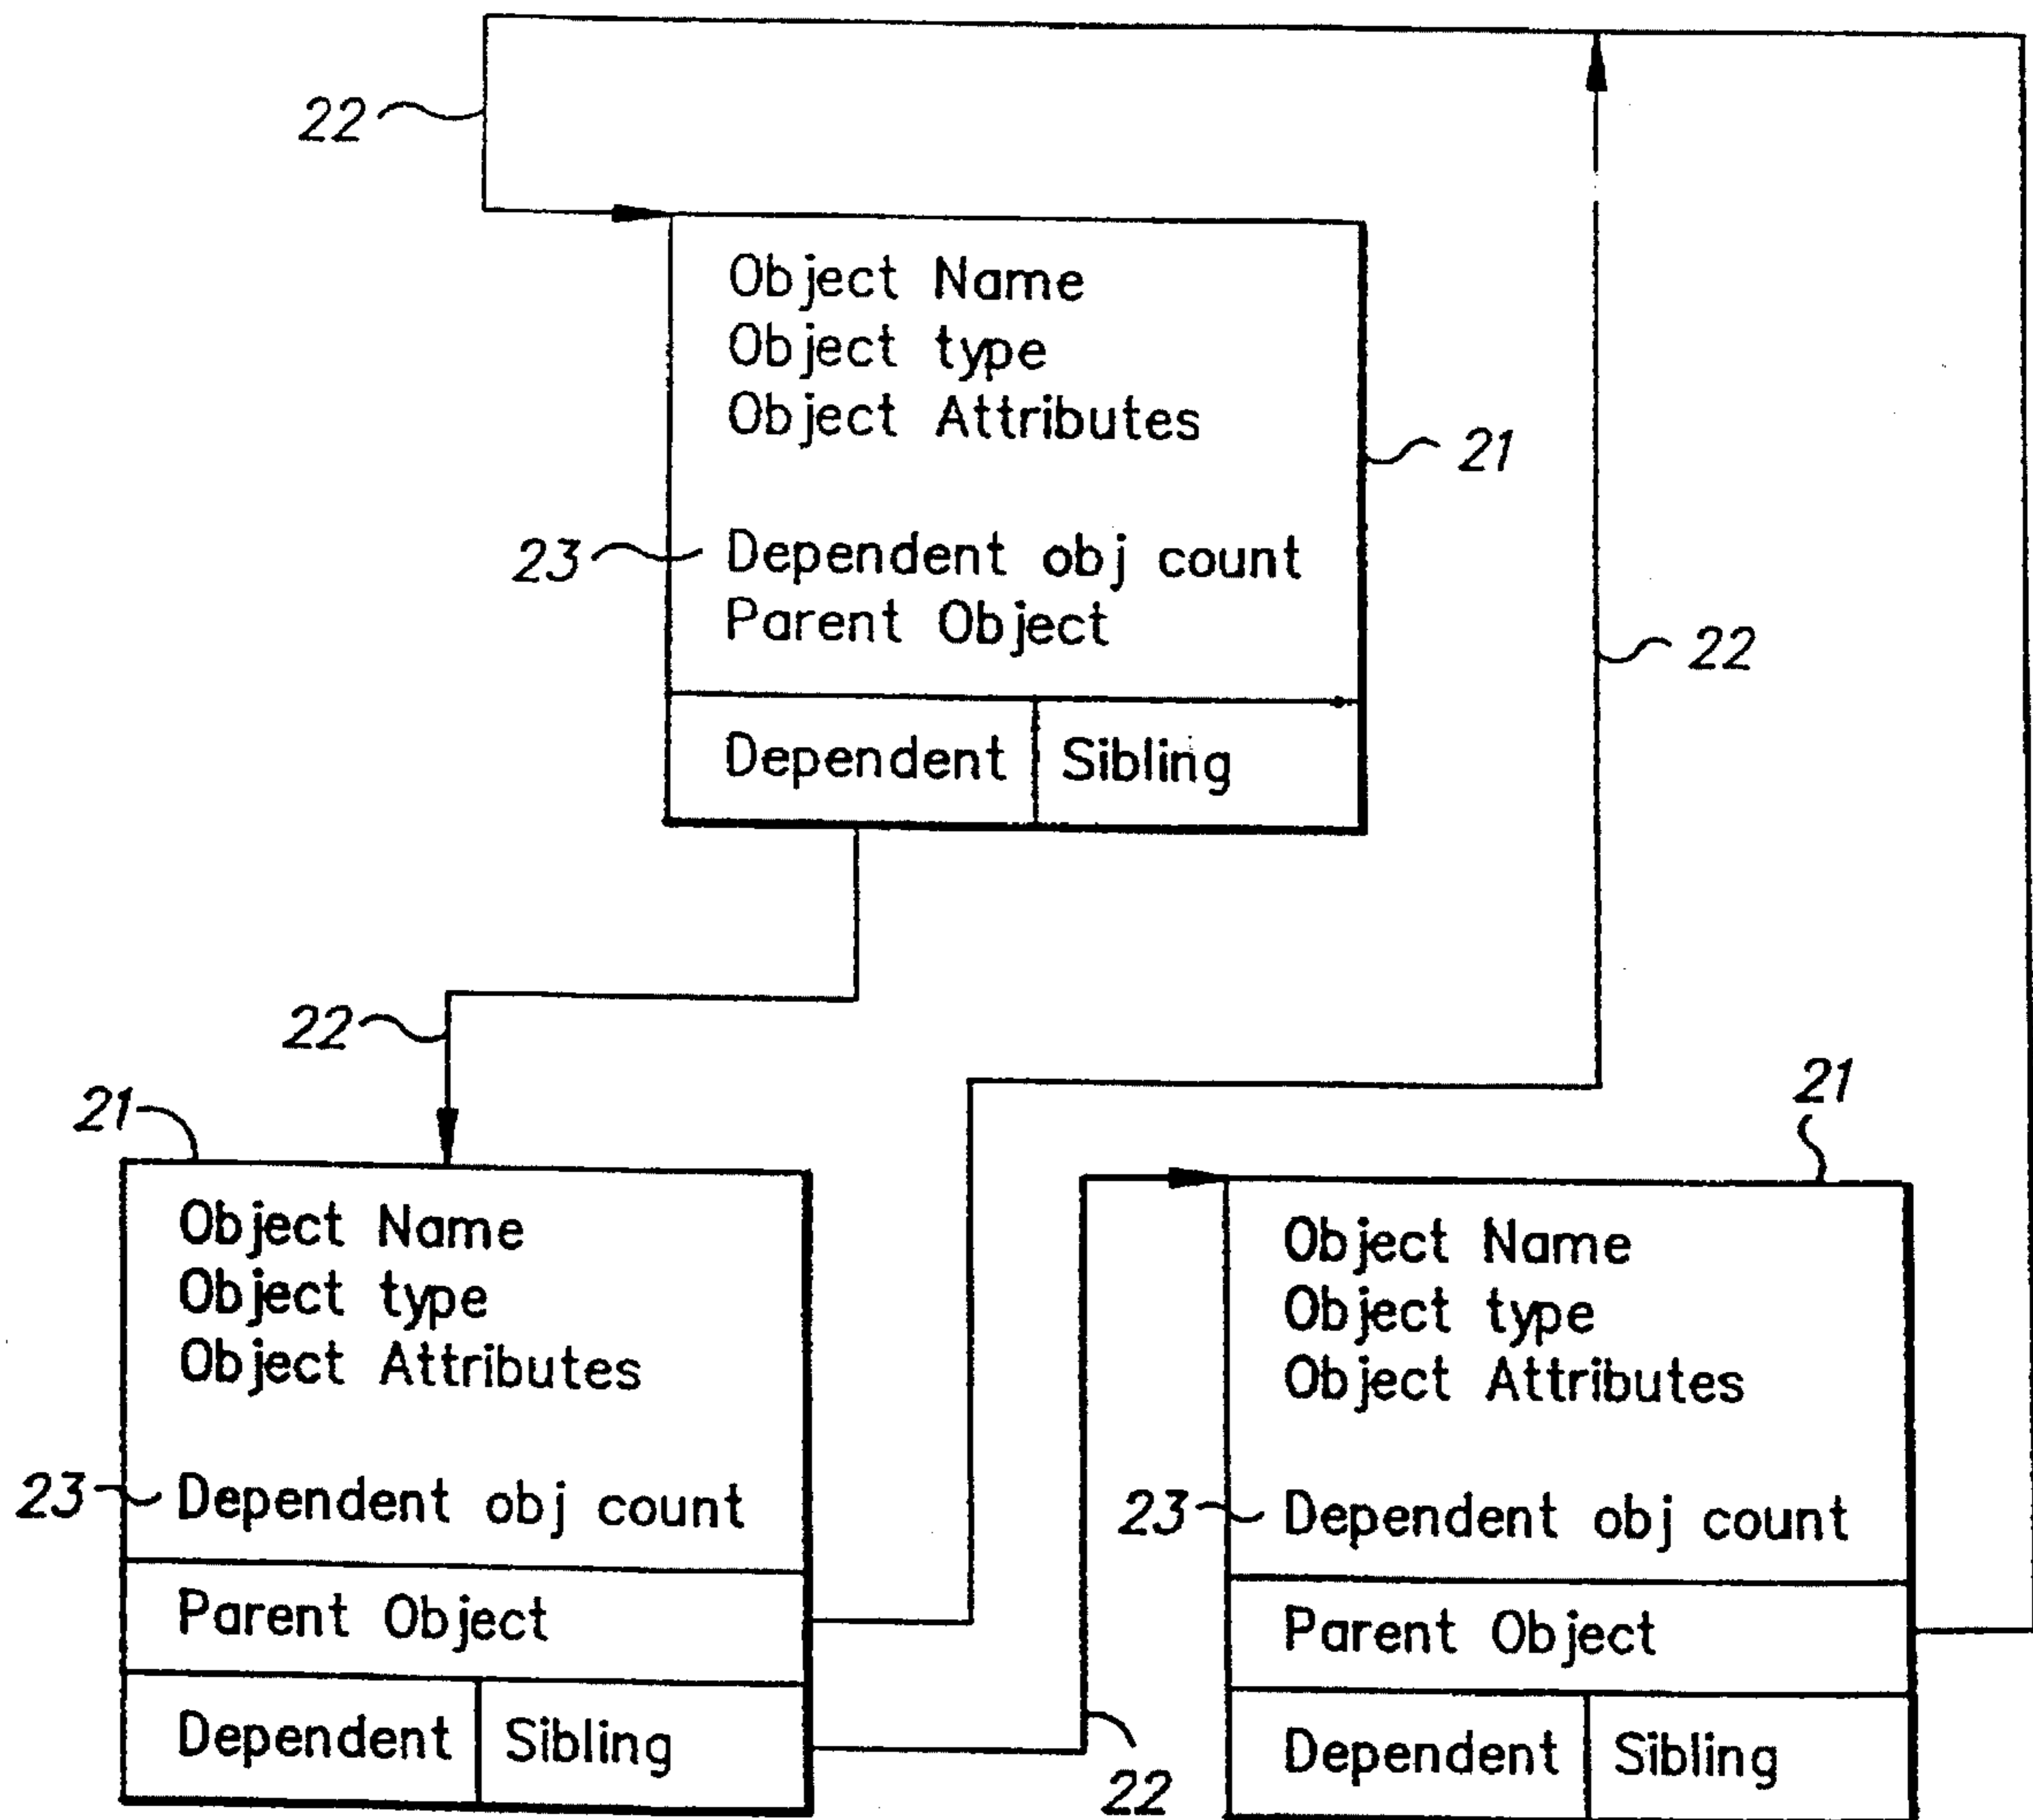 22
Object Name
Object type
Object Attributes
21
23 Dependent obj count
Parent Object
22
Dependent Sibling
22
21
Object Name
Object type
Object Attributes
23 Dependent obj count
Parent Object
Dependent Sibling
22
21
Object Name
Object type
Object Attributes
23 Dependent obj count
Parent Object
Dependent Sibling